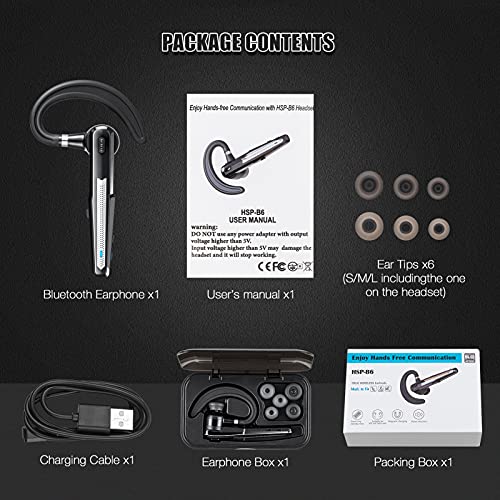 PACKAGE CONTENTS
Enjoy Hands-free Communication with HSP-B6 Headset
HSP-B6
USER MANUAL
warning:
DO NOT use any power adapter with output
voltage higher than 5V.
Input voltage higher than 5V may damage the
headset and it will stop working.
CE FC
Bluetooth Earphone x1
User's manual x1
Ear Tips x6
(S/M/L includingthe one
on the headset)
Enjoy Hands Free Communication
HSP-B6
Charging Cable x1
Earphone Box x1
Packing Box x1